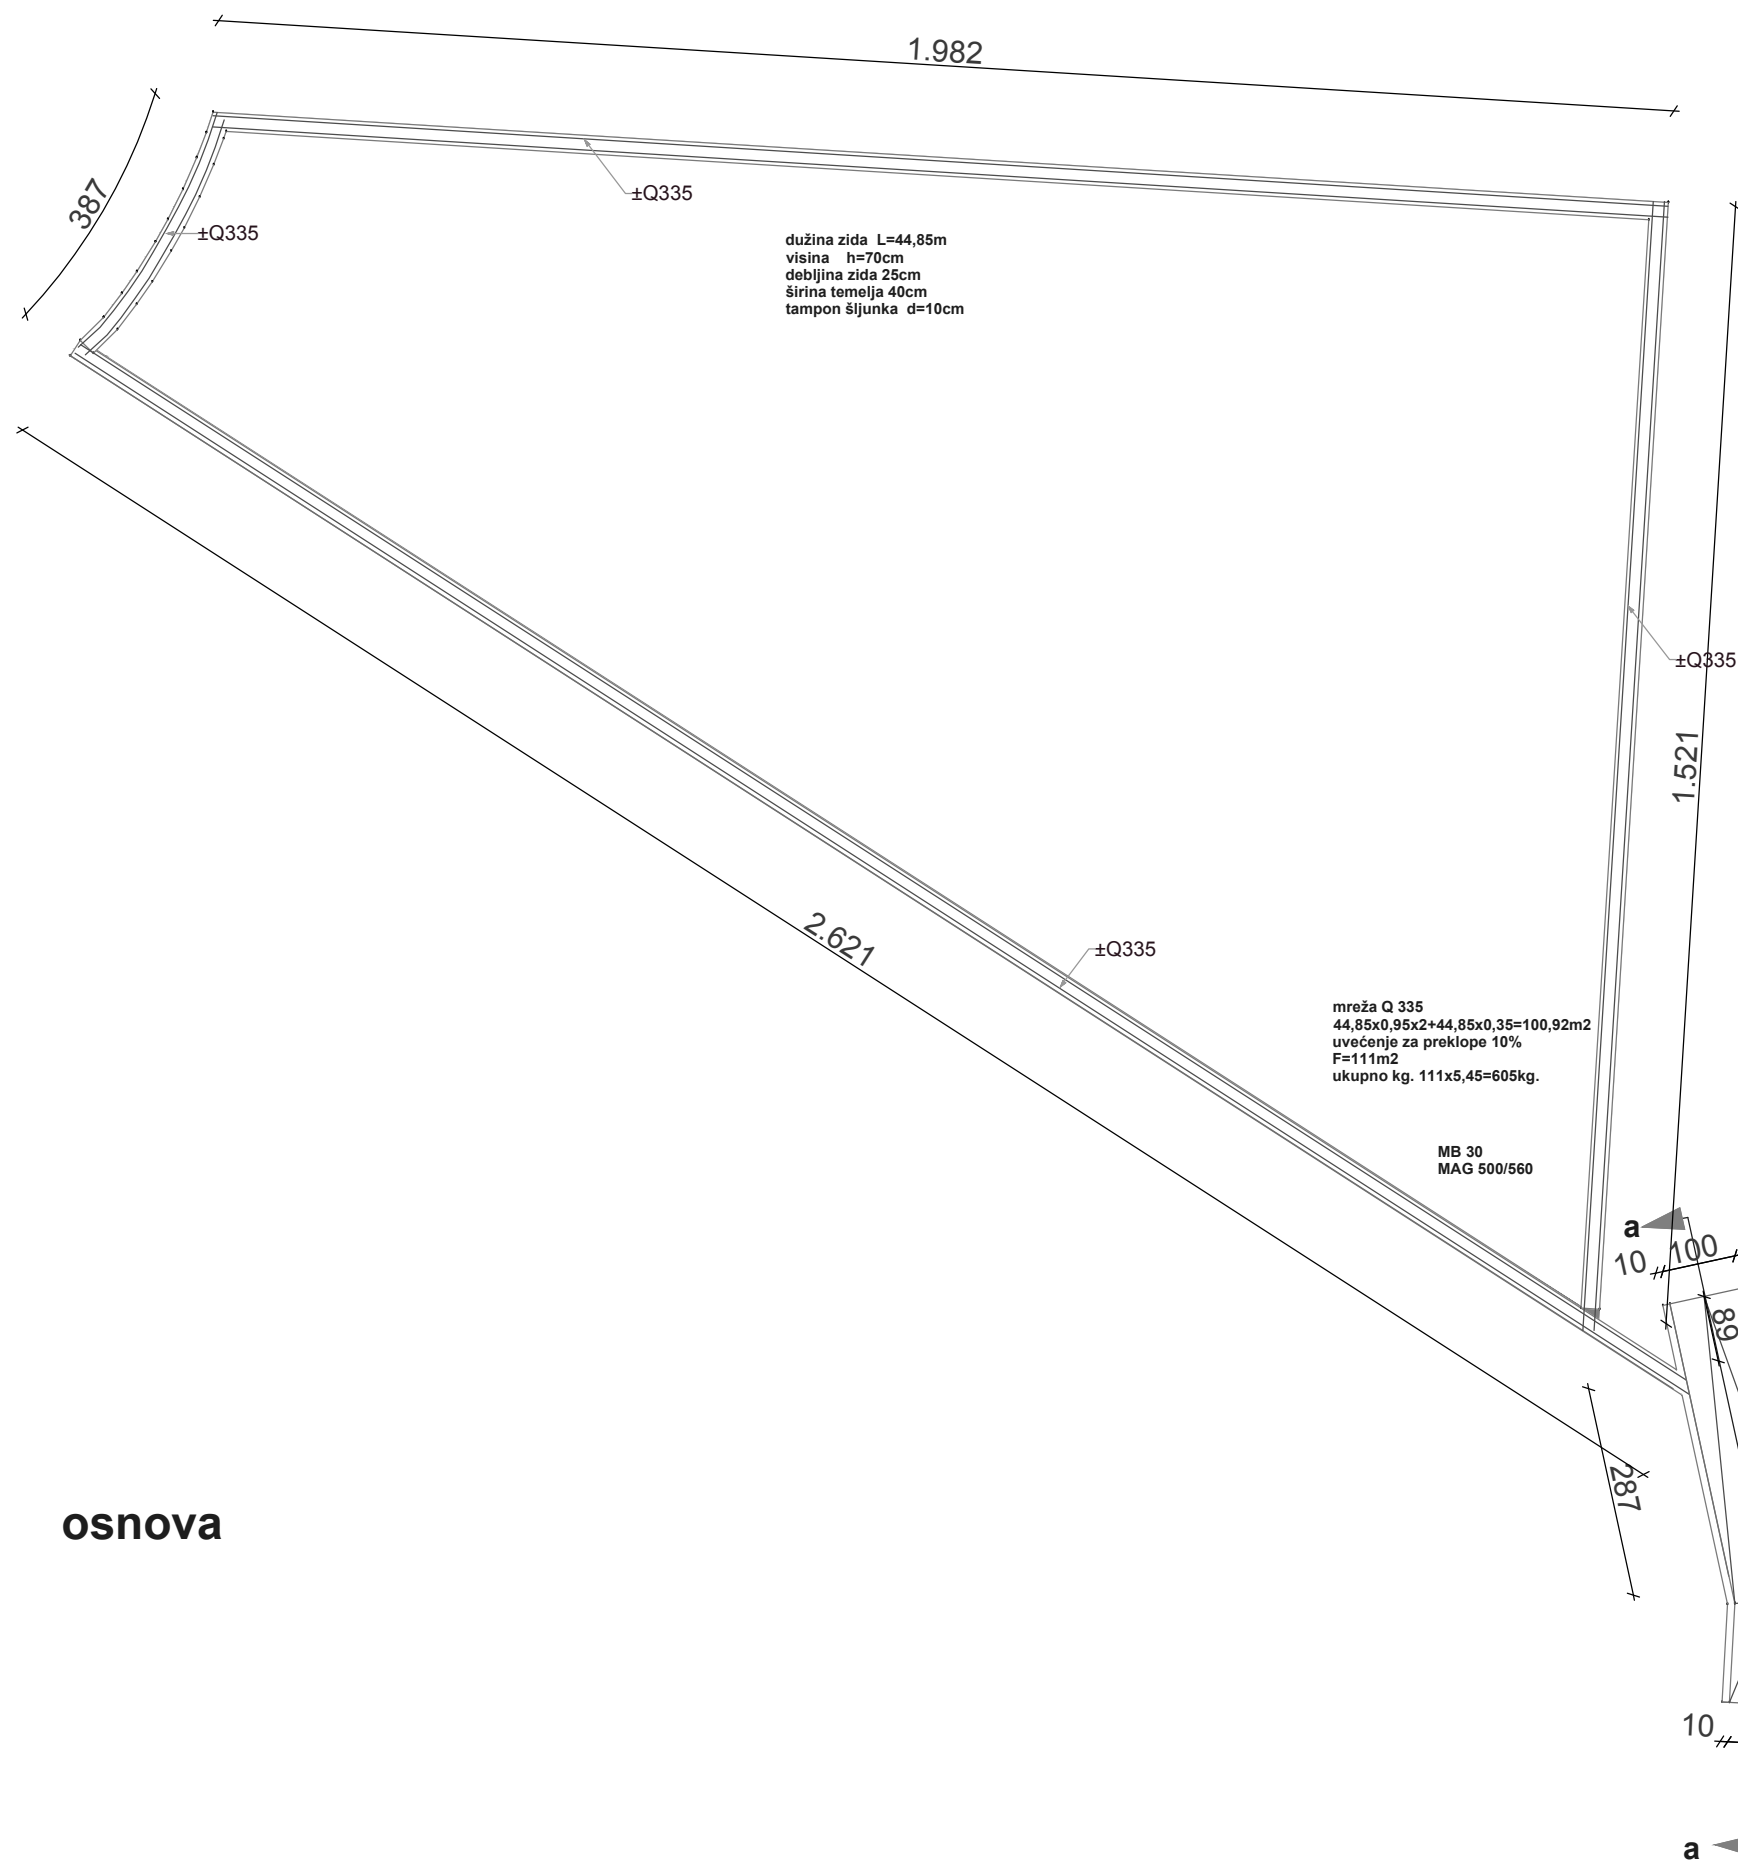 1.982
387
±Q335
±Q335
dužina zida L=44,85m
visina h=70cm
debljina zida 25cm
širina temelja 40cm
tampon šljunka d=10cm
±Q335
1.521
2.621
±Q335
mreža Q 335
44,85x0,95x2+44,85x0,35=100,92m2
uvećenje za preklope 10%
F=111m2
ukupno kg. 111x5,45=605kg.
MB 30
MAG 500/560
a
10
100
89
287
osnova
10
a